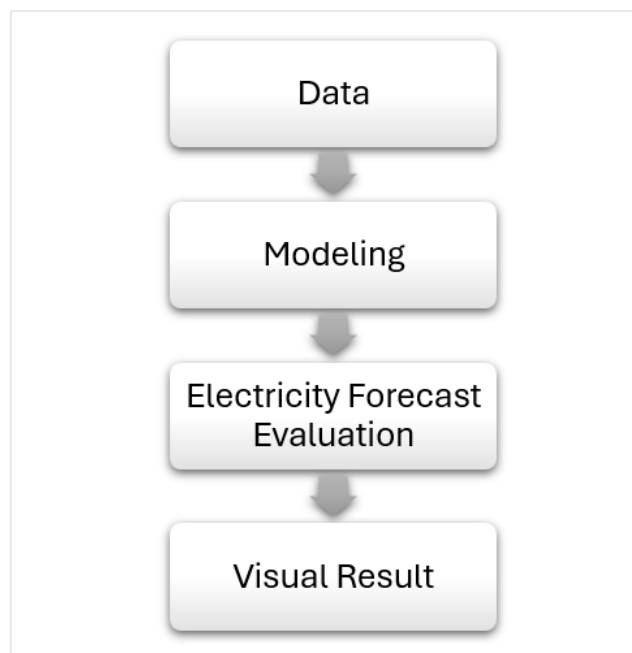 Data
Modeling
Electricity Forecast
Evaluation
Visual Result